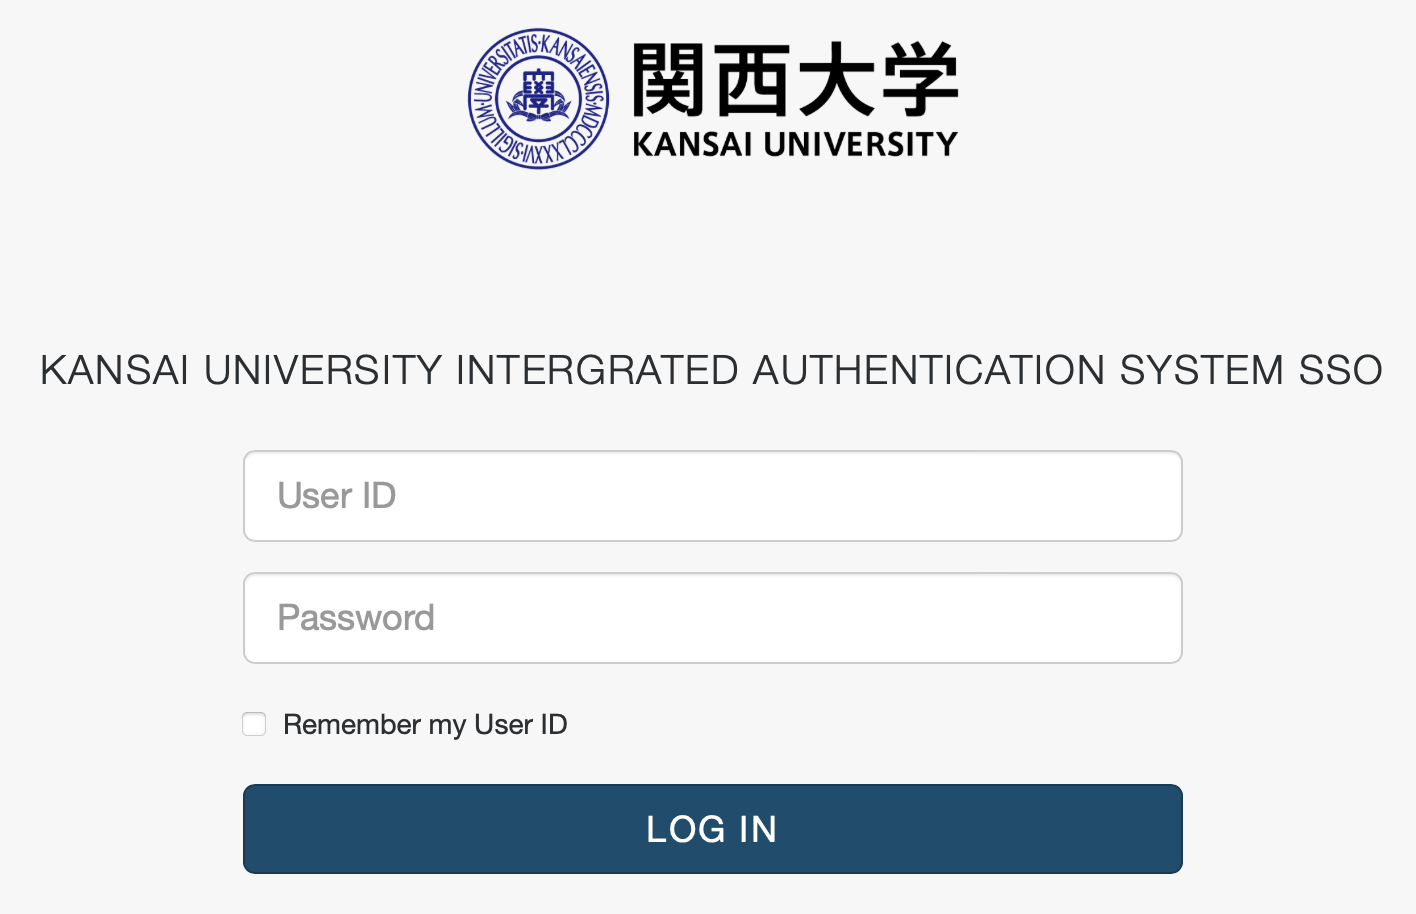 SIGILLUM·UNIVERSITATIS·KANSAIENSIS·MDCCCLXXXVI·
関西大学
KANSAI UNIVERSITY
KANSAI UNIVERSITY INTERGRATED AUTHENTICATION SYSTEM SSO
User ID
Password
Remember my User ID
LOG IN